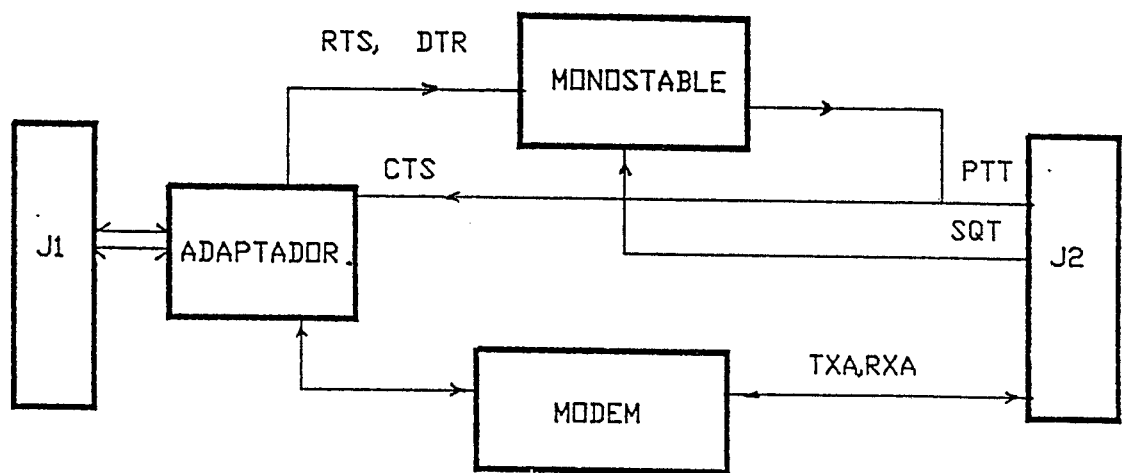 RTS, DTR
MONOSTABLE
CTS
PTT
J1
ADAPTADOR
SQT
J2
TXA,RXA
MODEM